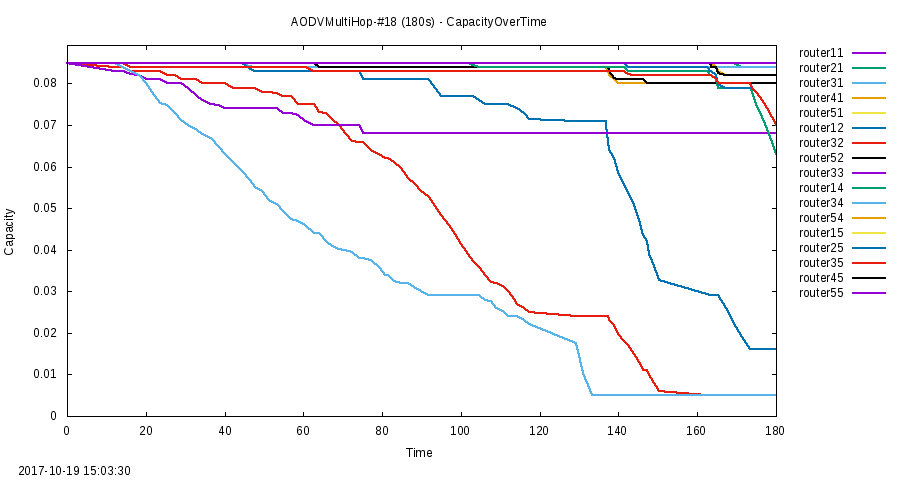 AODVMultiHop-#18 (180s) - CapacityOverTime
router11
router21
router31
router41
router51
router12
router32
router52
router33
router14
router34
router54
router15
router25
router35
router45
router55
Capacity
0.08
0.07
0.06
0.05
0.04
0.03
0.02
0.01
0
0 20 40 60 80 100 120 140 160 180
Time
2017-10-19 15:03:30